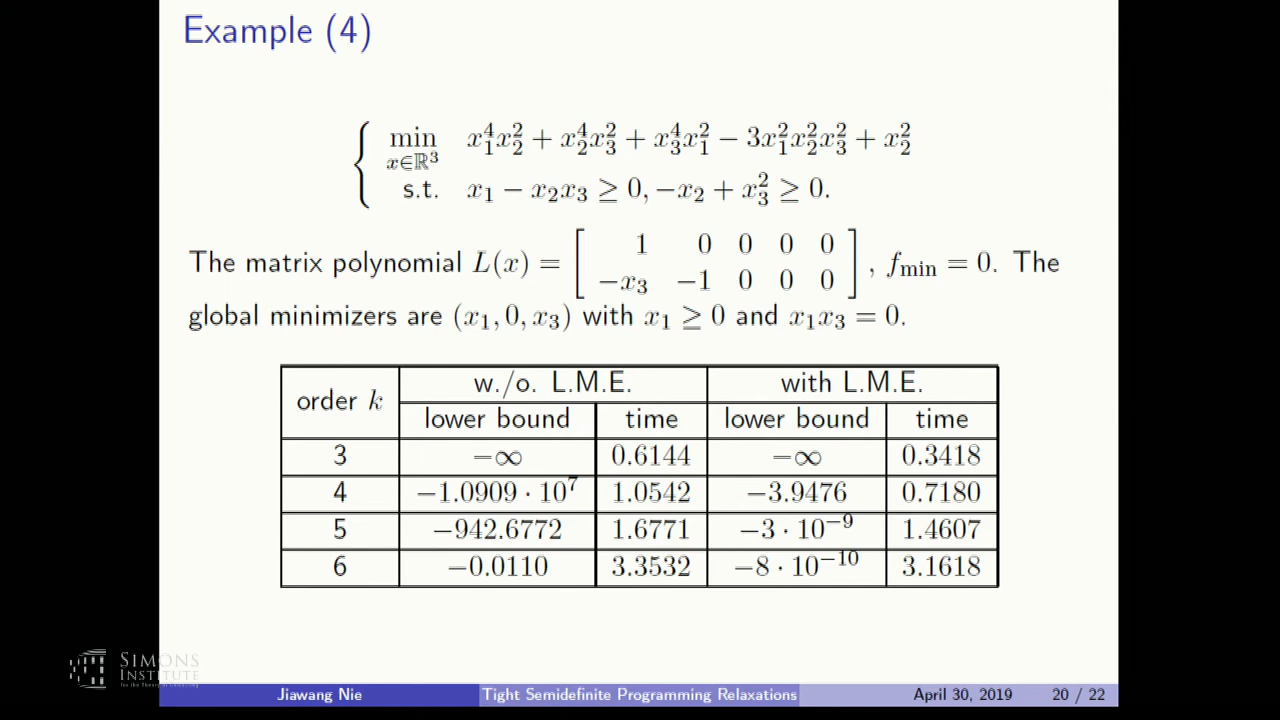 Example (4)
min x∈ℝ³ x₁⁴x₂² + x₂⁴x₃² + x₃⁴x₁² − 3x₁²x₂²x₃² + x₂²
s.t. x₁ − x₂x₃ ≥ 0, −x₂ + x₃² ≥ 0.
The matrix polynomial L(x) = [ 1 0 0 0 0 ; −x₃ −1 0 0 0 ], f_min = 0. The
global minimizers are (x₁, 0, x₃) with x₁ ≥ 0 and x₁x₃ = 0.
order k w./o. L.M.E. with L.M.E.
lower bound time lower bound time
3 −∞ 0.6144 −∞ 0.3418
4 −1.0909 · 10⁷ 1.0542 −3.9476 0.7180
5 −942.6772 1.6771 −3 · 10⁻⁹ 1.4607
6 −0.0110 3.3532 −8 · 10⁻¹⁰ 3.1618
SIMONS
INSTITUTE
Jiawang Nie Tight Semidefinite Programming Relaxations April 30, 2019 20 / 22